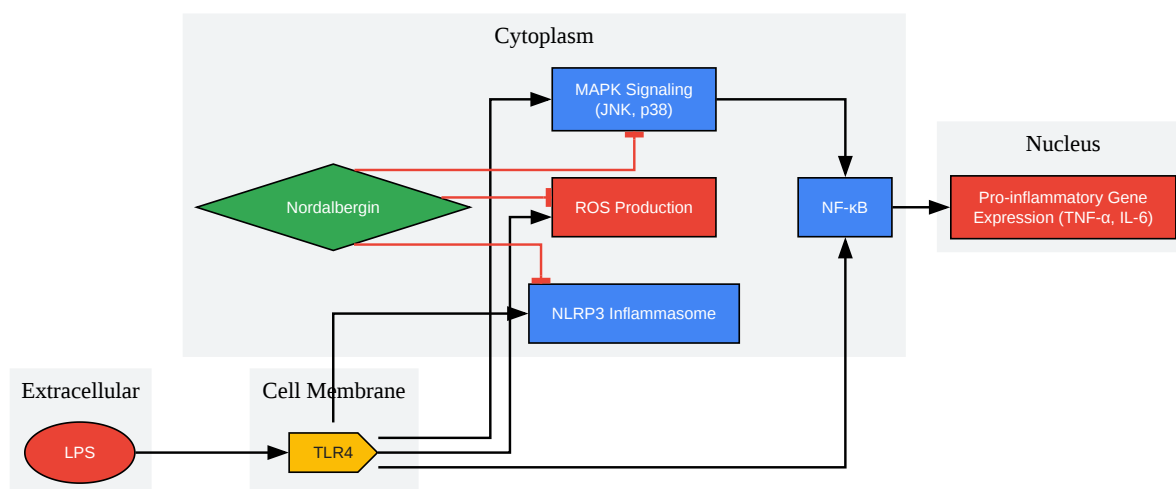 Cytoplasm
MAPK Signaling
(JNK, p38)
Nucleus
Nordalbergin
ROS Production
NF-κB
Pro-inflammatory Gene
Expression (TNF-α, IL-6)
NLRP3 Inflammasome
Extracellular
Cell Membrane
LPS
TLR4